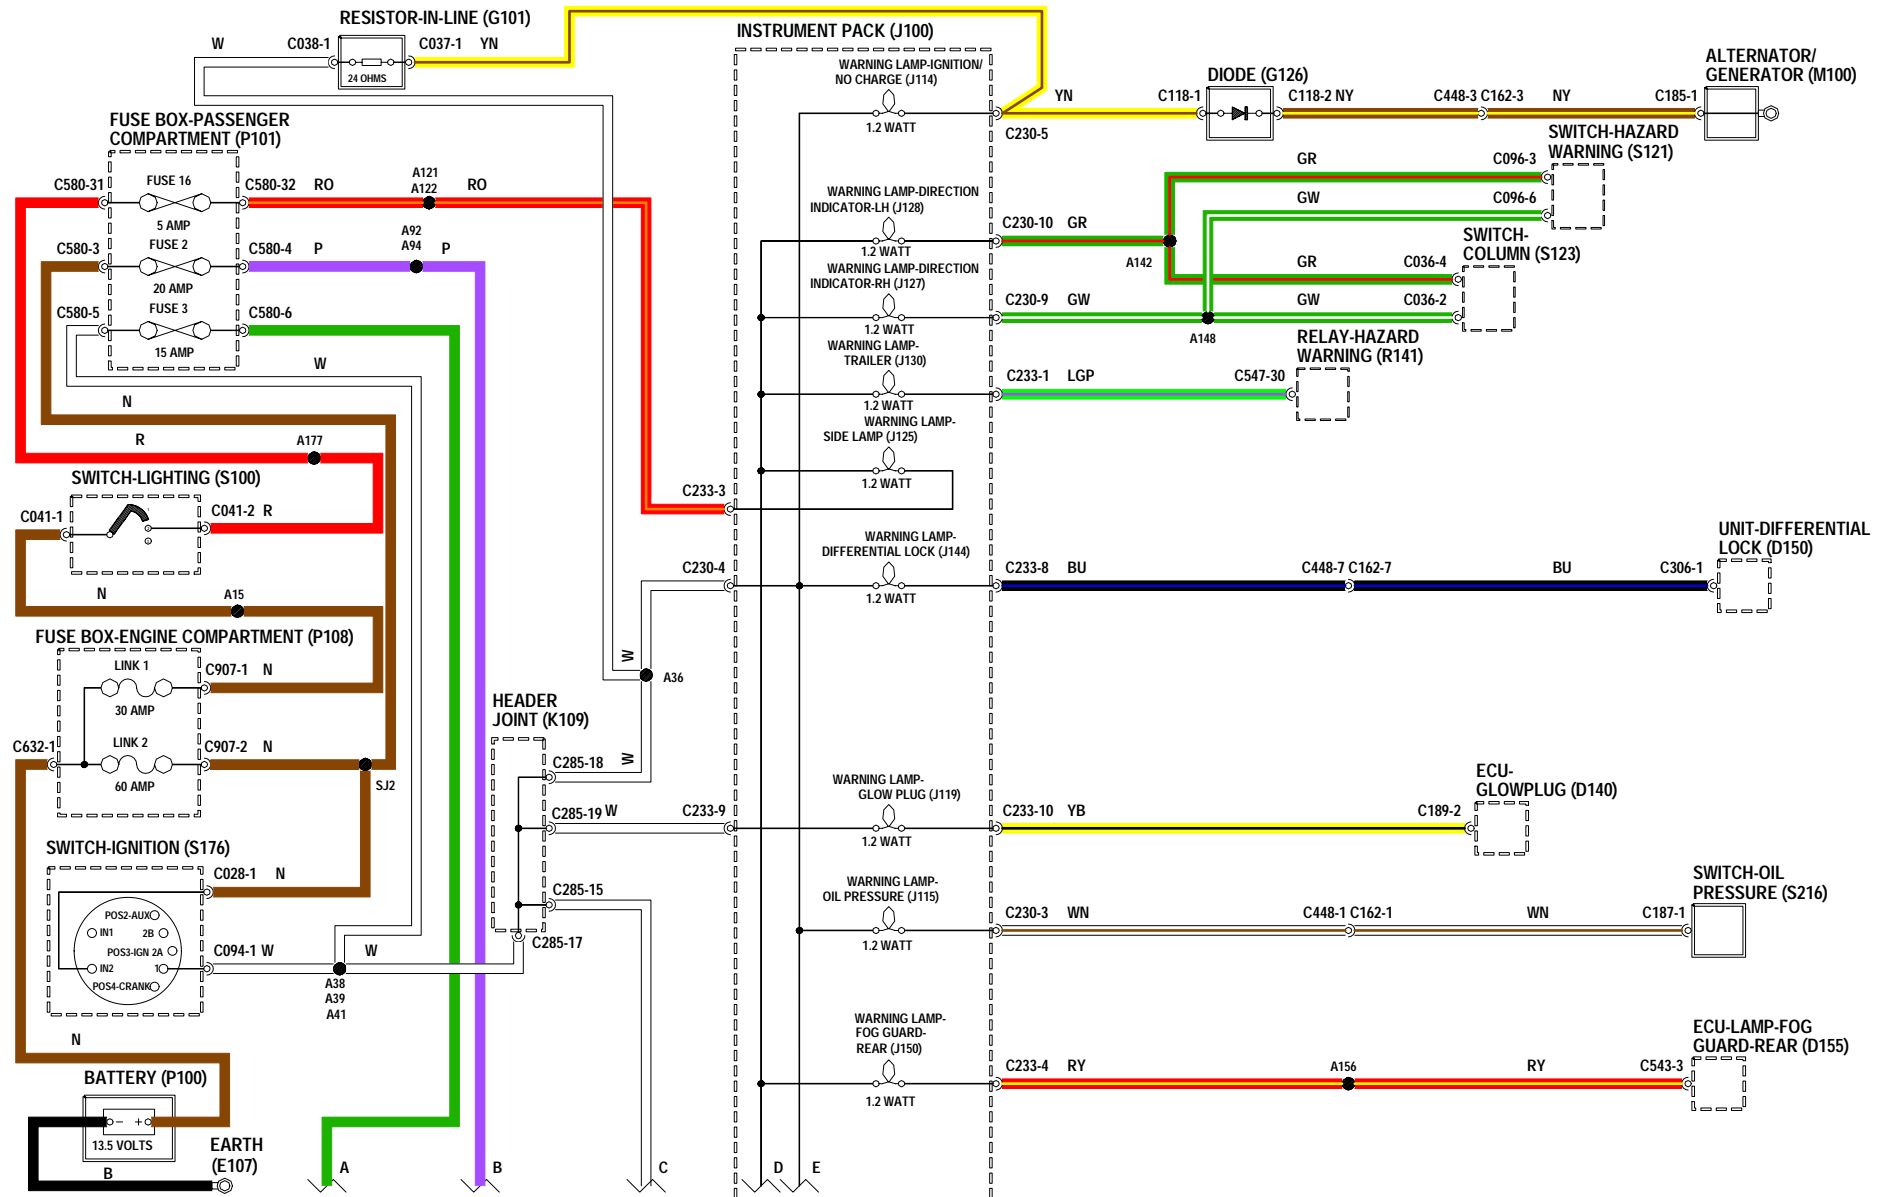 RESISTOR-IN-LINE (G101)
W
C038-1
C037-1
YN
24 OHMS
FUSE BOX-PASSENGER
COMPARTMENT (P101)
C580-31
FUSE 16
C580-32
RO
A121
A122
RO
5 AMP
C580-3
FUSE 2
C580-4
P
A92
A94
P
20 AMP
C580-5
FUSE 3
C580-6
15 AMP
W
N
R
A177
SWITCH-LIGHTING (S100)
C041-1
C041-2 R
N
A15
FUSE BOX-ENGINE COMPARTMENT (P108)
LINK 1
C907-1 N
30 AMP
C632-1
LINK 2
C907-2 N
60 AMP
SJ2
SWITCH-IGNITION (S176)
C028-1 N
POS2-AUX
IN1
2B
POS3-IGN 2A
IN2
1
POS4-CRANK
C094-1 W
W
A38
A39
A41
N
BATTERY (P100)
- +
13.5 VOLTS
B
EARTH
(E107)
A
B
C
D
E
HEADER
JOINT (K109)
C285-18
W
W
A36
C285-19 W
C285-15
C285-17
INSTRUMENT PACK (J100)
WARNING LAMP-IGNITION/
NO CHARGE (J114)
1.2 WATT
C230-5
YN
C118-1
DIODE (G126)
C118-2 NY
C448-3 C162-3
NY
C185-1
ALTERNATOR/
GENERATOR (M100)
WARNING LAMP-DIRECTION
INDICATOR-LH (J128)
1.2 WATT
C230-10 GR
A142
GR
C096-3
SWITCH-HAZARD
WARNING (S121)
GW
C096-6
GR
C036-4
SWITCH-
COLUMN (S123)
WARNING LAMP-DIRECTION
INDICATOR-RH (J127)
1.2 WATT
C230-9 GW
A148
GW
C036-2
WARNING LAMP-
TRAILER (J130)
1.2 WATT
C233-1 LGP
C547-30
RELAY-HAZARD
WARNING (R141)
WARNING LAMP-
SIDE LAMP (J125)
1.2 WATT
C233-3
WARNING LAMP-
DIFFERENTIAL LOCK (J144)
1.2 WATT
C230-4
C233-8 BU
C448-7 C162-7
BU
C306-1
UNIT-DIFFERENTIAL
LOCK (D150)
WARNING LAMP-
GLOW PLUG (J119)
1.2 WATT
C233-9
C233-10 YB
C189-2
ECU-
GLOWPLUG (D140)
WARNING LAMP-
OIL PRESSURE (J115)
1.2 WATT
C230-3 WN
C448-1 C162-1
WN
C187-1
SWITCH-OIL
PRESSURE (S216)
WARNING LAMP-
FOG GUARD-
REAR (J150)
1.2 WATT
C233-4 RY
A156
RY
C543-3
ECU-LAMP-FOG
GUARD-REAR (D155)